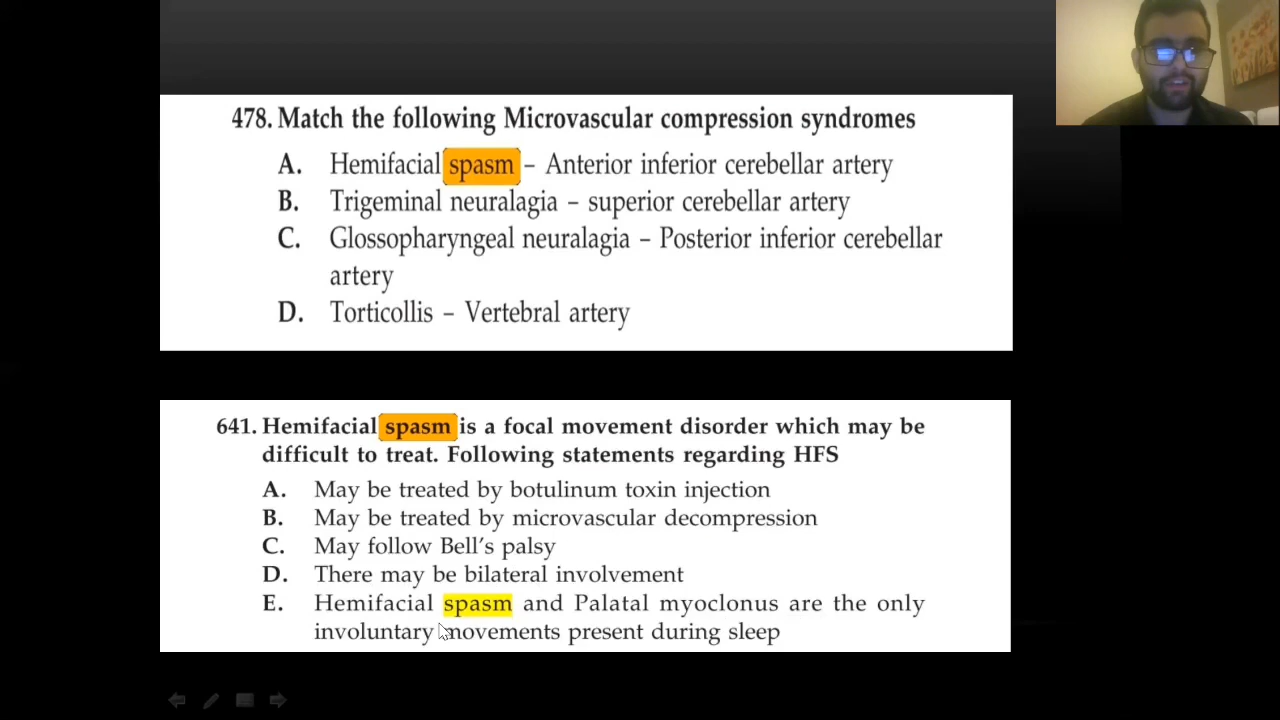 478. Match the following Microvascular compression syndromes
A. Hemifacial spasm – Anterior inferior cerebellar artery
B. Trigeminal neuralagia – superior cerebellar artery
C. Glossopharyngeal neuralagia – Posterior inferior cerebellar
artery
D. Torticollis – Vertebral artery
641. Hemifacial spasm is a focal movement disorder which may be
difficult to treat. Following statements regarding HFS
A. May be treated by botulinum toxin injection
B. May be treated by microvascular decompression
C. May follow Bell's palsy
D. There may be bilateral involvement
E. Hemifacial spasm and Palatal myoclonus are the only
involuntary movements present during sleep